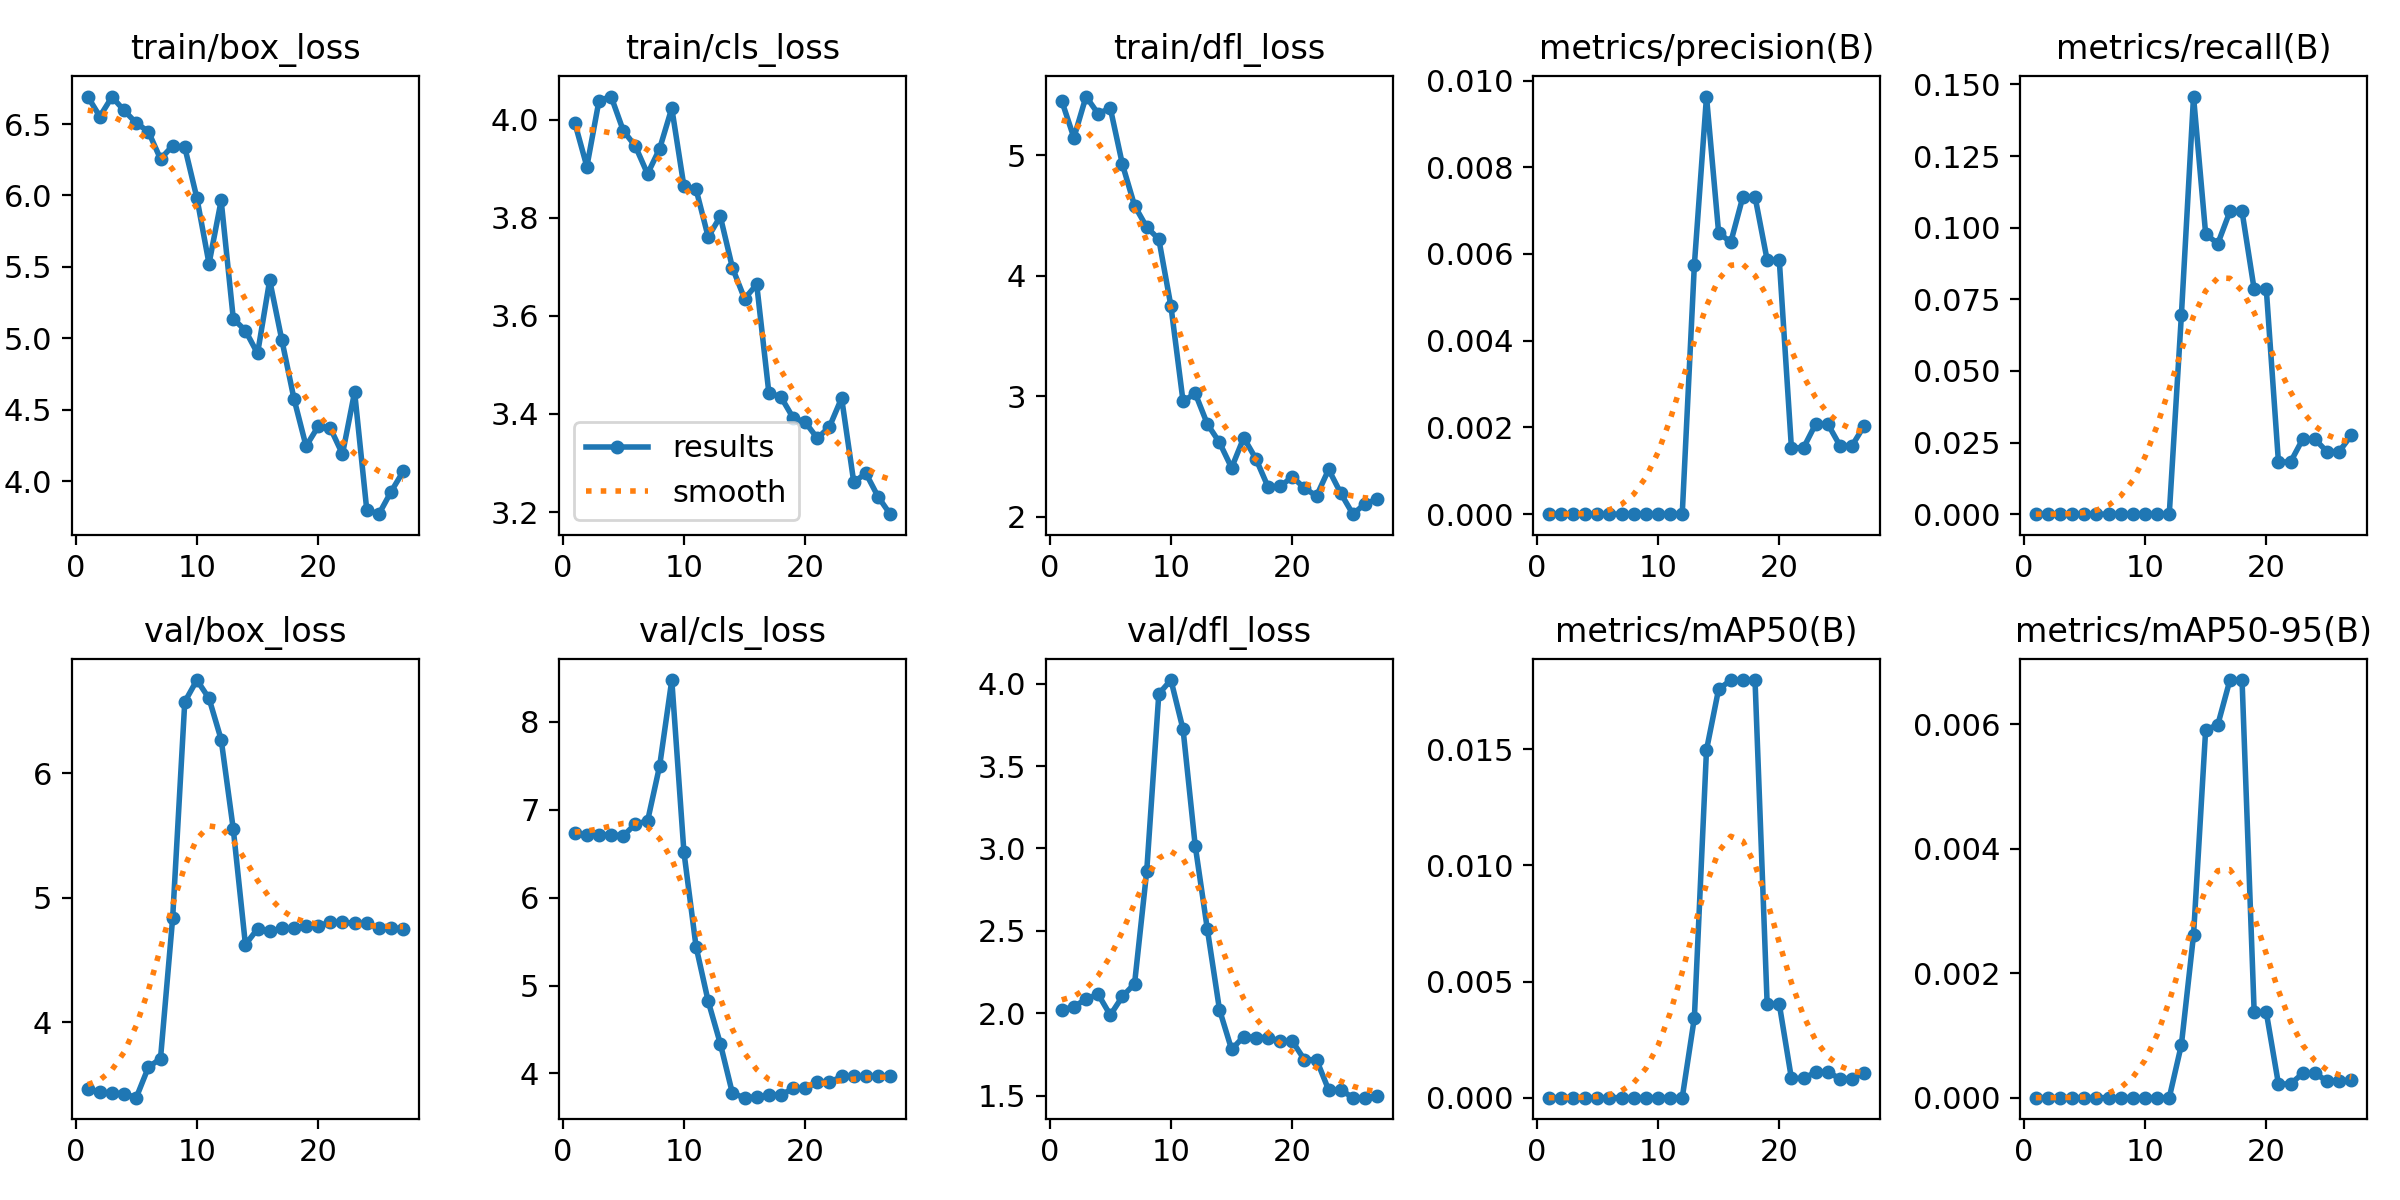 train/box_loss
6.5
6.0
5.5
5.0
4.5
4.0
0 10 20
train/cls_loss
4.0
3.8
3.6
3.4
3.2
results
smooth
0 10 20
train/dfl_loss
5
4
3
2
0 10 20
metrics/precision(B)
0.010
0.008
0.006
0.004
0.002
0.000
0 10 20
metrics/recall(B)
0.150
0.125
0.100
0.075
0.050
0.025
0.000
0 10 20
val/box_loss
6
5
4
0 10 20
val/cls_loss
8
7
6
5
4
0 10 20
val/dfl_loss
4.0
3.5
3.0
2.5
2.0
1.5
0 10 20
metrics/mAP50(B)
0.015
0.010
0.005
0.000
0 10 20
metrics/mAP50-95(B)
0.006
0.004
0.002
0.000
0 10 20